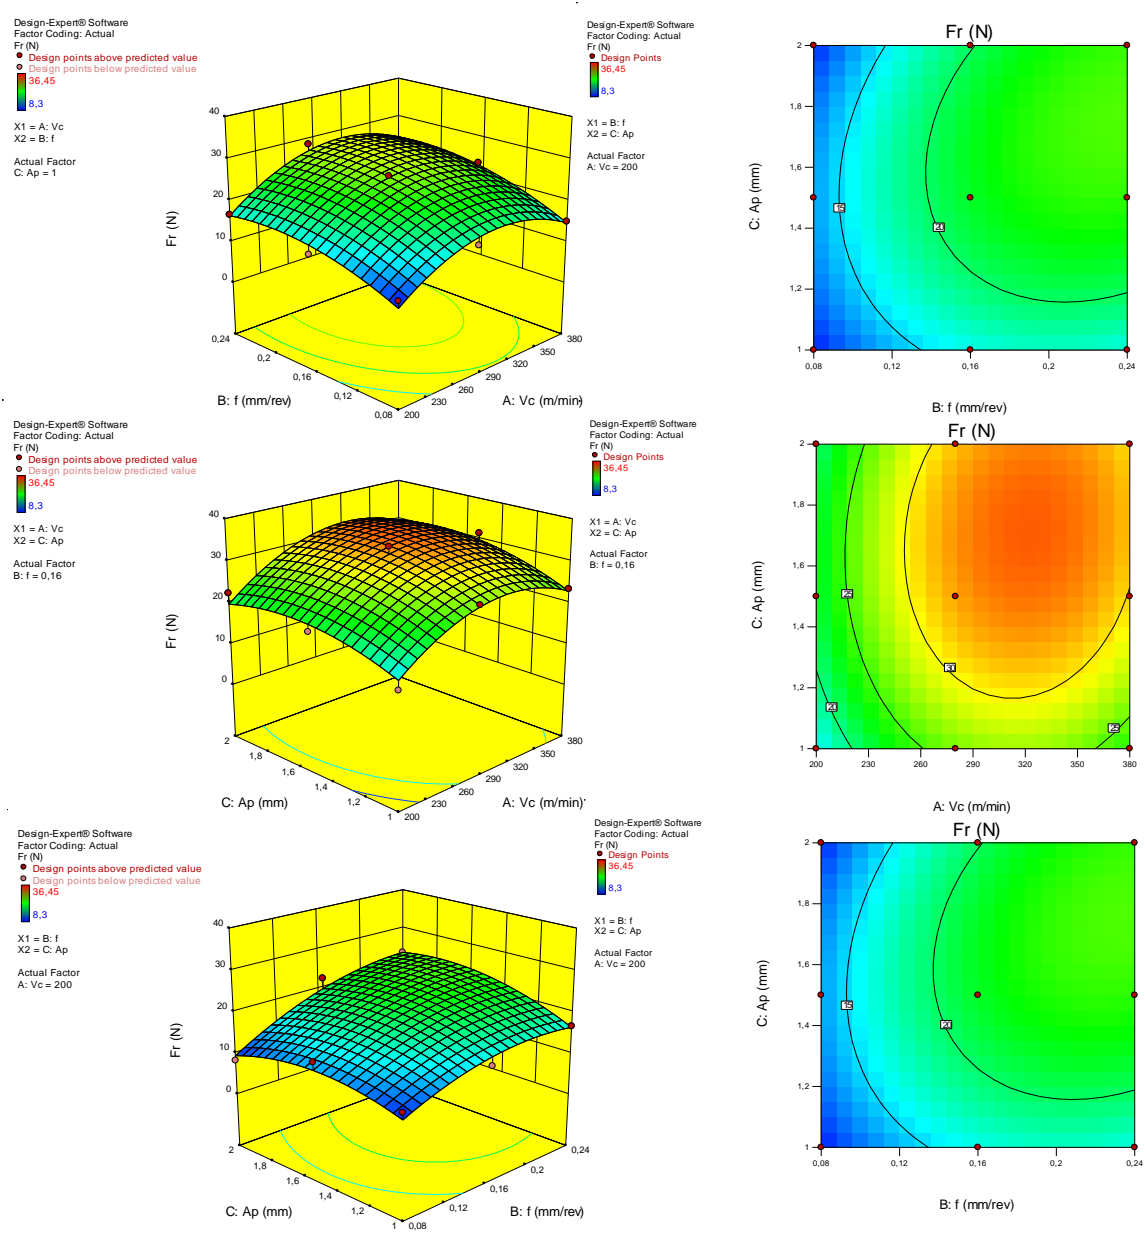 Design-Expert® Software
Factor Coding: Actual
Fr (N)
Design points above predicted value
Design points below predicted value
36,45
8,3
X1 = A: Vc
X2 = B: f
Actual Factor
C: Ap = 1
40
30
20
10
0
Fr (N)
0,24
0,2
0,16
0,12
0,08
200
230
260
290
320
350
380
B: f (mm/rev)
A: Vc (m/min)
Design-Expert® Software
Factor Coding: Actual
Fr (N)
Design Points
36,45
8,3
X1 = B: f
X2 = C: Ap
Actual Factor
A: Vc = 200
Fr (N)
2
1,8
1,6
1,4
1,2
1
C: Ap (mm)
15
20
0,08
0,12
0,16
0,2
0,24
B: f (mm/rev)
Design-Expert® Software
Factor Coding: Actual
Fr (N)
Design points above predicted value
Design points below predicted value
36,45
8,3
X1 = A: Vc
X2 = C: Ap
Actual Factor
B: f = 0,16
40
30
20
10
0
Fr (N)
2
1,8
1,6
1,4
1,2
1
200
230
260
290
320
350
380
C: Ap (mm)
A: Vc (m/min)
Design-Expert® Software
Factor Coding: Actual
Fr (N)
Design Points
36,45
8,3
X1 = A: Vc
X2 = C: Ap
Actual Factor
B: f = 0,16
Fr (N)
2
1,8
1,6
1,4
1,2
1
C: Ap (mm)
25
30
20
25
200
230
260
290
320
350
380
A: Vc (m/min)
Design-Expert® Software
Factor Coding: Actual
Fr (N)
Design points above predicted value
Design points below predicted value
36,45
8,3
X1 = B: f
X2 = C: Ap
Actual Factor
A: Vc = 200
40
30
20
10
0
Fr (N)
2
1,8
1,6
1,4
1,2
1
0,08
0,12
0,16
0,2
0,24
C: Ap (mm)
B: f (mm/rev)
Design-Expert® Software
Factor Coding: Actual
Fr (N)
Design Points
36,45
8,3
X1 = B: f
X2 = C: Ap
Actual Factor
A: Vc = 200
Fr (N)
2
1,8
1,6
1,4
1,2
1
C: Ap (mm)
15
20
0,08
0,12
0,16
0,2
0,24
B: f (mm/rev)